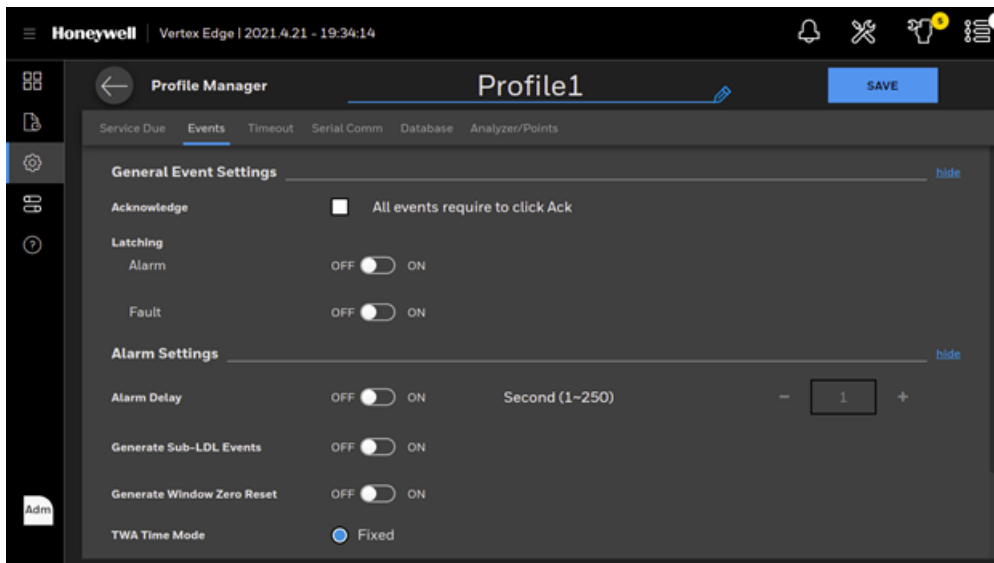 Honeywell Vertex Edge | 2021.4.21 - 19:34:14 5
Profile Manager Profile1 SAVE
Service Due Events Timeout Serial Comm Database Analyzer/Points
General Event Settings hide
Acknowledge All events require to click Ack
Latching
Alarm OFF ON
Fault OFF ON
Alarm Settings hide
Alarm Delay OFF ON Second (1~250) - 1 +
Generate Sub-LDL Events OFF ON
Generate Window Zero Reset OFF ON
Adm
TWA Time Mode Fixed